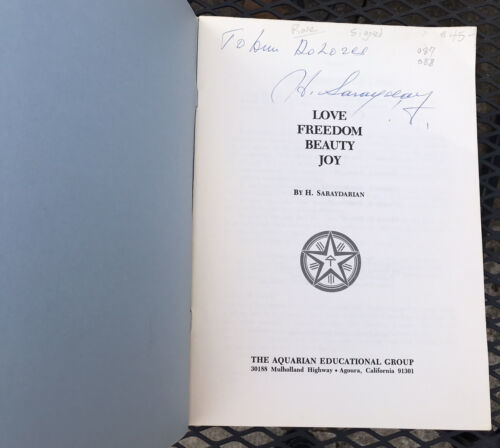 Rare Signed $45-
To Ann Dolores
087
088
H. Saraydarian
LOVE
FREEDOM
BEAUTY
JOY
BY H. SARAYDARIAN
THE AQUARIAN EDUCATIONAL GROUP
30188 Mulholland Highway • Agoura, California 91301